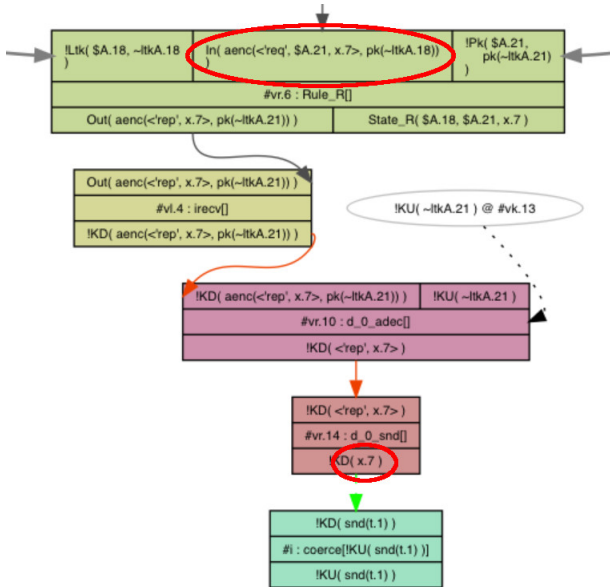 !Ltk( $A.18, ~ltkA.18
)
In( aenc(<'req', $A.21, x.7>, pk(~ltkA.18))
)
!Pk( $A.21,
pk(~ltkA.21)
)
#vr.6 : Rule_R[]
Out( aenc(<'rep', x.7>, pk(~ltkA.21)) )
State_R( $A.18, $A.21, x.7 )
Out( aenc(<'rep', x.7>, pk(~ltkA.21)) )
#vl.4 : irecv[]
!KD( aenc(<'rep', x.7>, pk(~ltkA.21)) )
!KU( ~ltkA.21 ) @ #vk.13
!KD( aenc(<'rep', x.7>, pk(~ltkA.21)) )
!KU( ~ltkA.21 )
#vr.10 : d_0_adec[]
!KD( <'rep', x.7> )
!KD( <'rep', x.7> )
#vr.14 : d_0_snd[]
!KD( x.7 )
!KD( snd(t.1) )
#i : coerce[!KU( snd(t.1) )]
!KU( snd(t.1) )